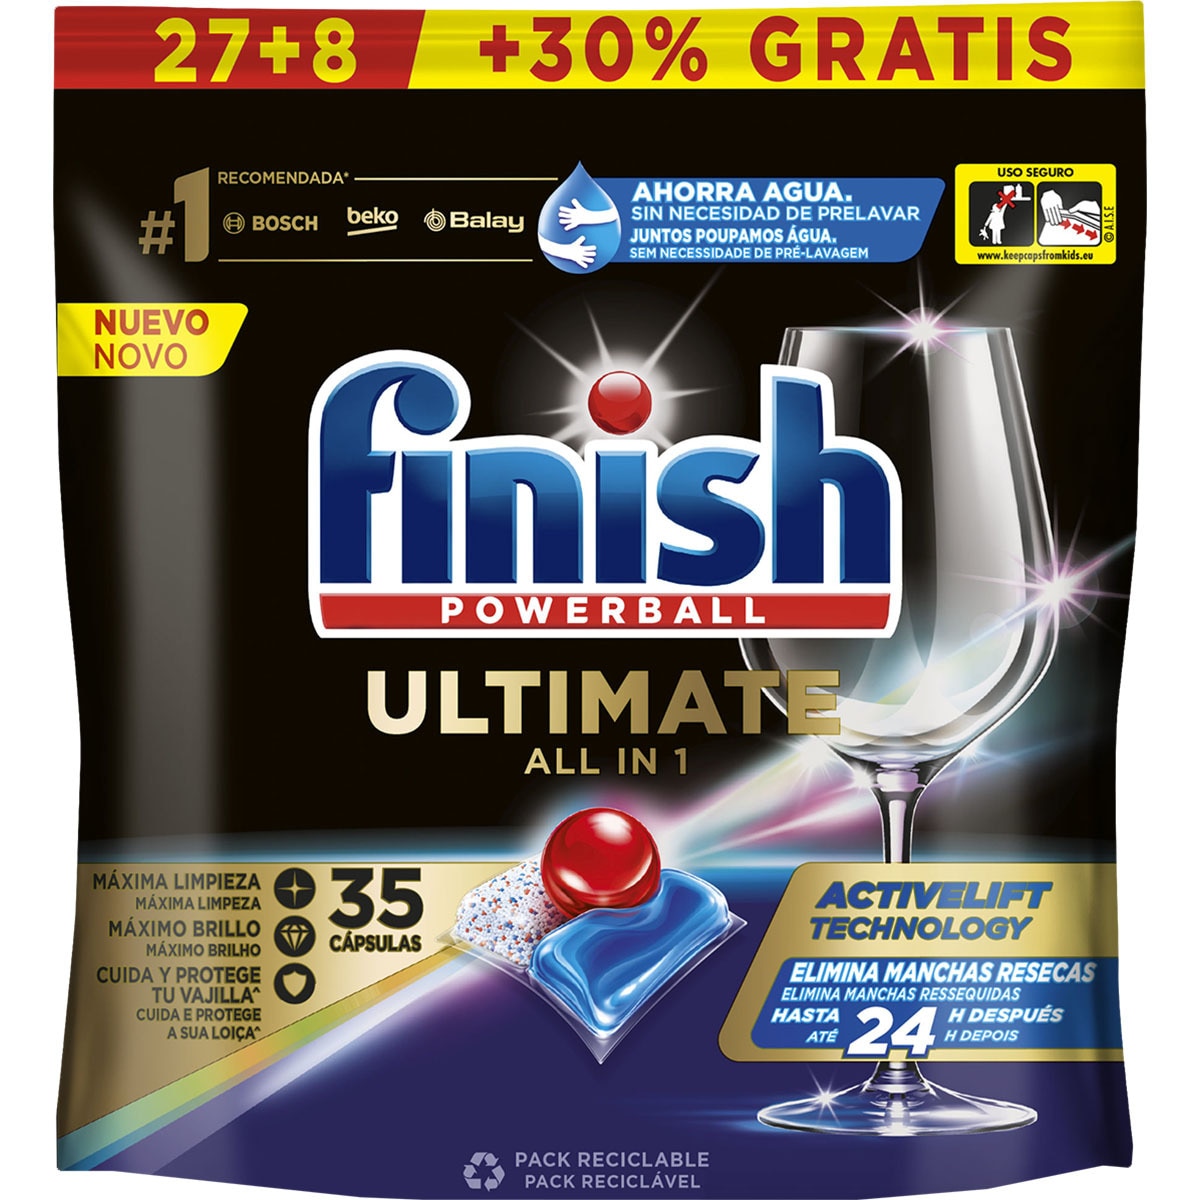 27+8 +30% GRATIS
#1 RECOMENDADA*
BOSCH beko Balay
AHORRA AGUA.
SIN NECESIDAD DE PRELAVAR
JUNTOS POUPAMOS ÁGUA.
SEM NECESSIDADE DE PRÉ-LAVAGEM
USO SEGURO
www.keepcapsfromkids.eu
© A.I.S.E
NUEVO
NOVO
finish
POWERBALL
ULTIMATE
ALL IN 1
MÁXIMA LIMPIEZA
MÁXIMA LIMPEZA
MÁXIMO BRILLO
MÁXIMO BRILHO
CUIDA Y PROTEGE
TU VAJILLA^
CUIDA E PROTEGE
A SUA LOIÇA^
35
CÁPSULAS
ACTIVELIFT
TECHNOLOGY
ELIMINA MANCHAS RESECAS
ELIMINA MANCHAS RESSEQUIDAS
HASTA 24 H DESPUÉS
ATÉ H DEPOIS
PACK RECICLABLE
PACK RECICLÁVEL